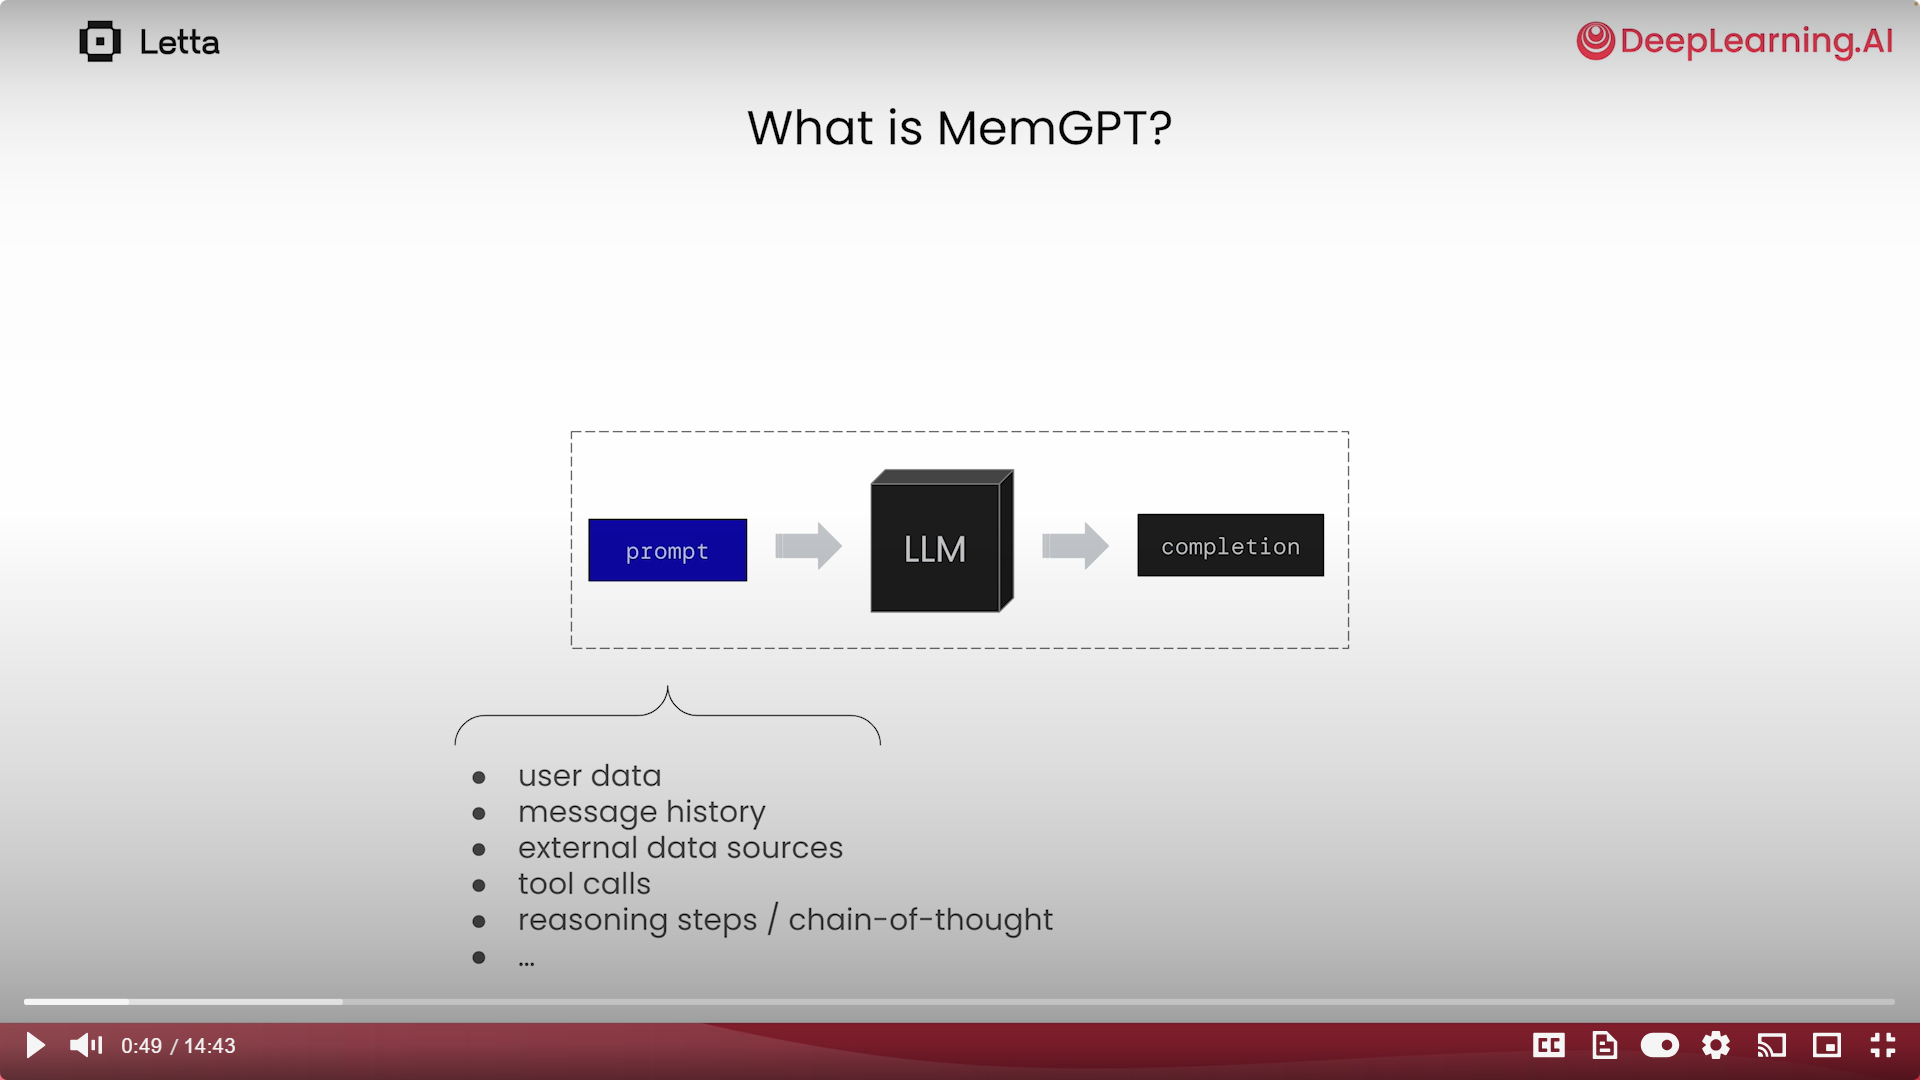 Letta
DeepLearning.AI
What is MemGPT?
prompt
LLM
completion
● user data
● message history
● external data sources
● tool calls
● reasoning steps / chain-of-thought
● ...
0:49 / 14:43
CC